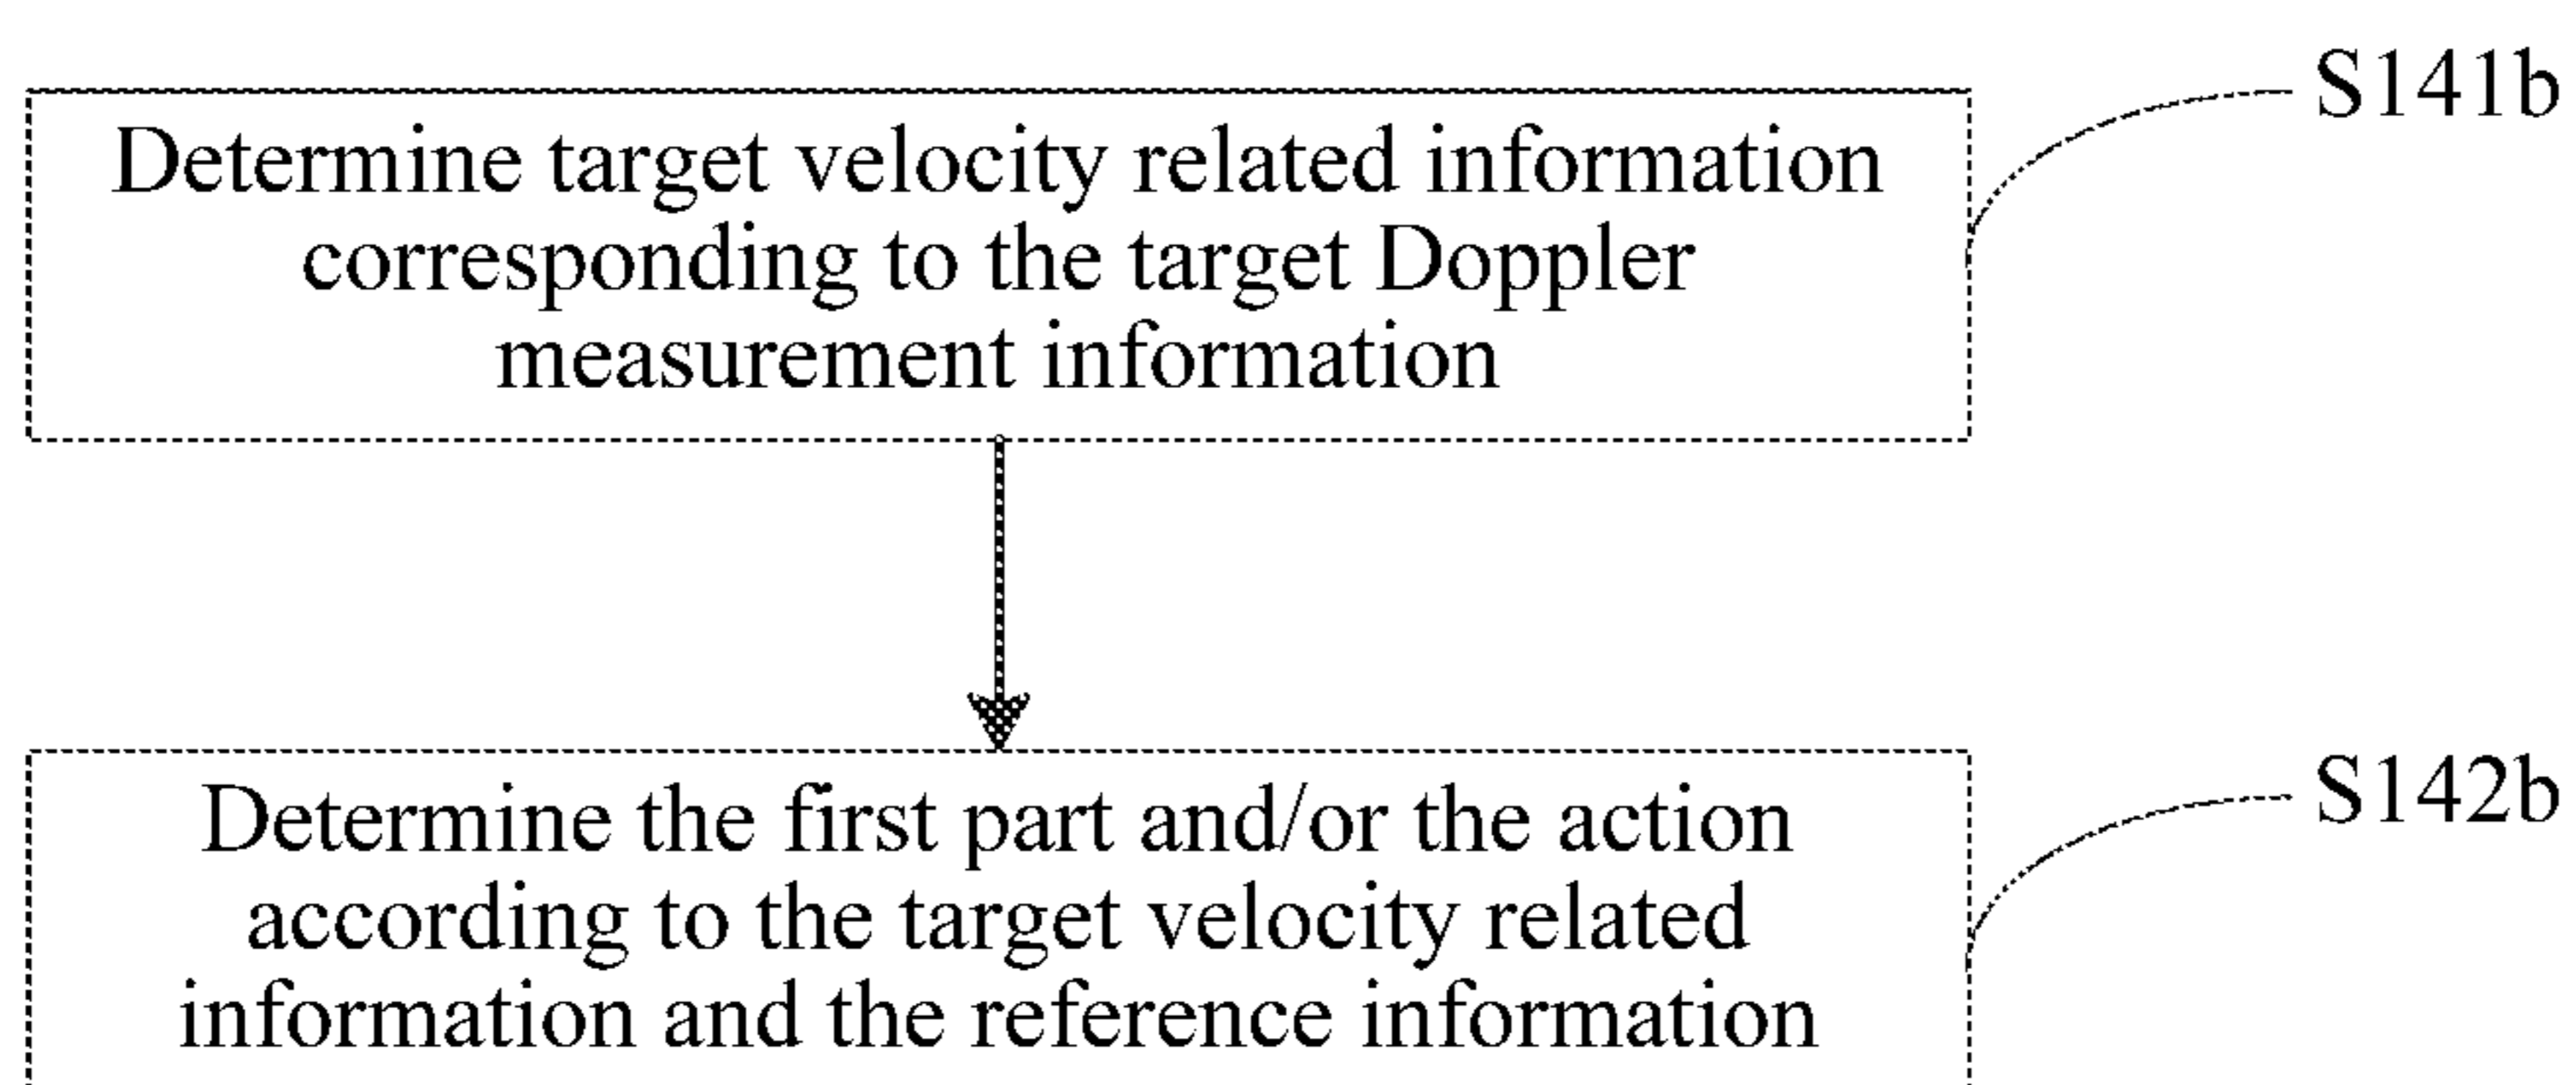 S141b
Determine target velocity related information
corresponding to the target Doppler
measurement information
S142b
Determine the first part and/or the action
according to the target velocity related
information and the reference information